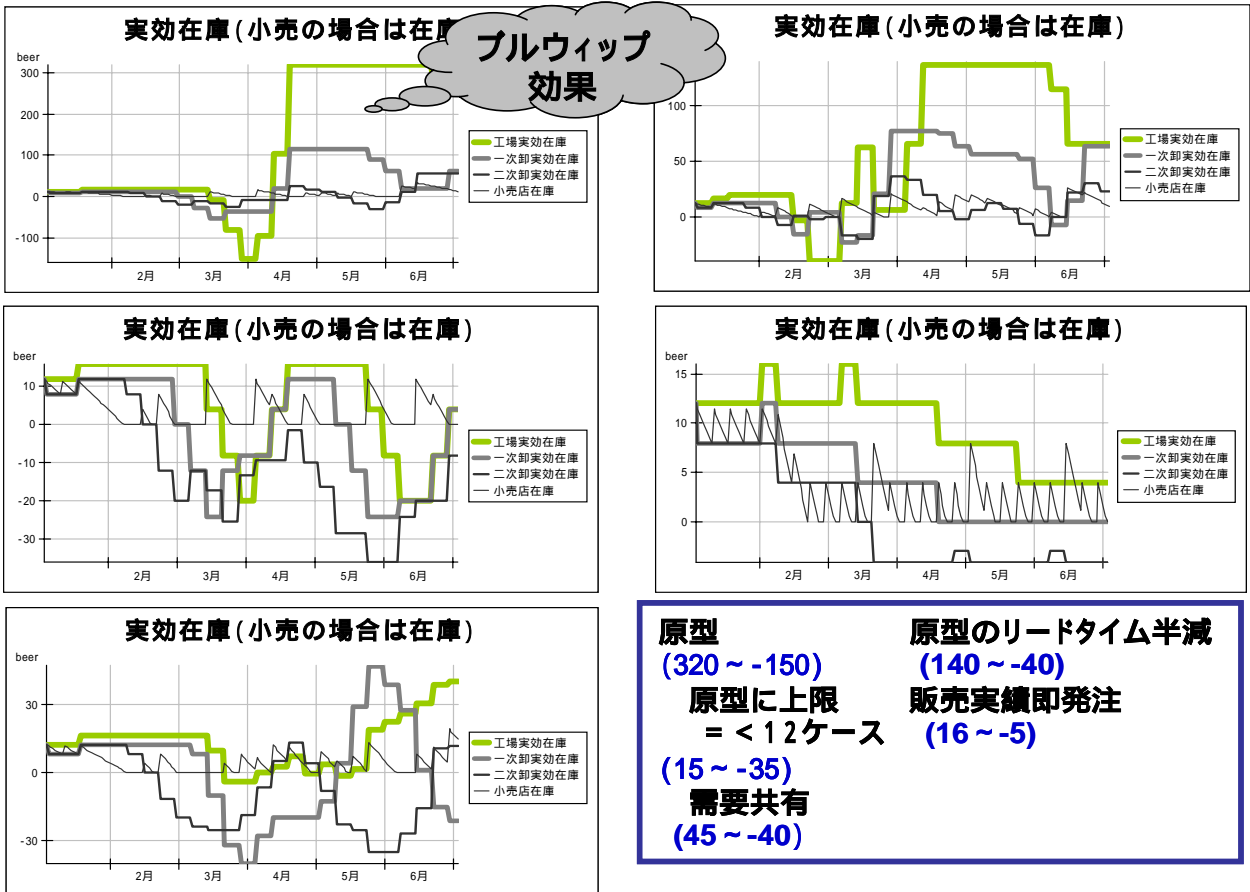 実効在庫(小売の場合は在庫
ブルウィップ
効果
beer
300
200
100
0
-100
2月
3月
4月
5月
6月
工場実効在庫
一次卸実効在庫
二次卸実効在庫
小売店在庫
実効在庫(小売の場合は在庫)
100
50
0
2月
3月
4月
5月
6月
工場実効在庫
一次卸実効在庫
二次卸実効在庫
小売店在庫
実効在庫(小売の場合は在庫)
beer
10
0
-10
-20
-30
2月
3月
4月
5月
6月
工場実効在庫
一次卸実効在庫
二次卸実効在庫
小売店在庫
実効在庫(小売の場合は在庫)
beer
15
10
5
0
2月
3月
4月
5月
6月
工場実効在庫
一次卸実効在庫
二次卸実効在庫
小売店在庫
実効在庫(小売の場合は在庫)
beer
30
0
-30
2月
3月
4月
5月
6月
工場実効在庫
一次卸実効在庫
二次卸実効在庫
小売店在庫
原型 原型のリードタイム半減
(320～-150) (140～-40)
原型に上限 販売実績即発注
=<12ケース (16～-5)
(15～-35)
需要共有
(45～-40)